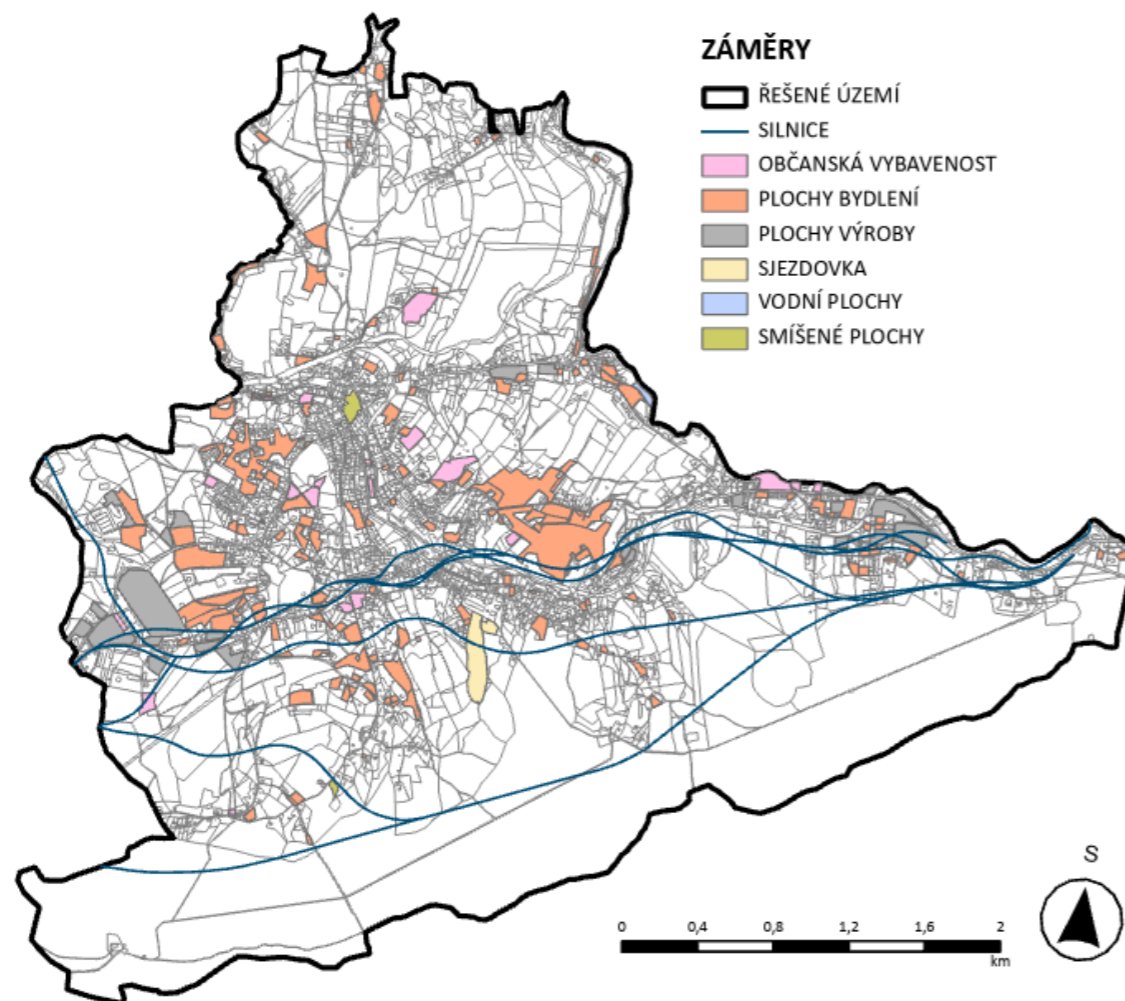 ZÁMĚRY
ŘEŠENÉ ÚZEMÍ
SILNICE
OBČANSKÁ VYBAVENOST
PLOCHY BYDLENÍ
PLOCHY VÝROBY
SJEZDOVKA
VODNÍ PLOCHY
SMÍŠENÉ PLOCHY
S
0 0,4 0,8 1,2 1,6 2
km